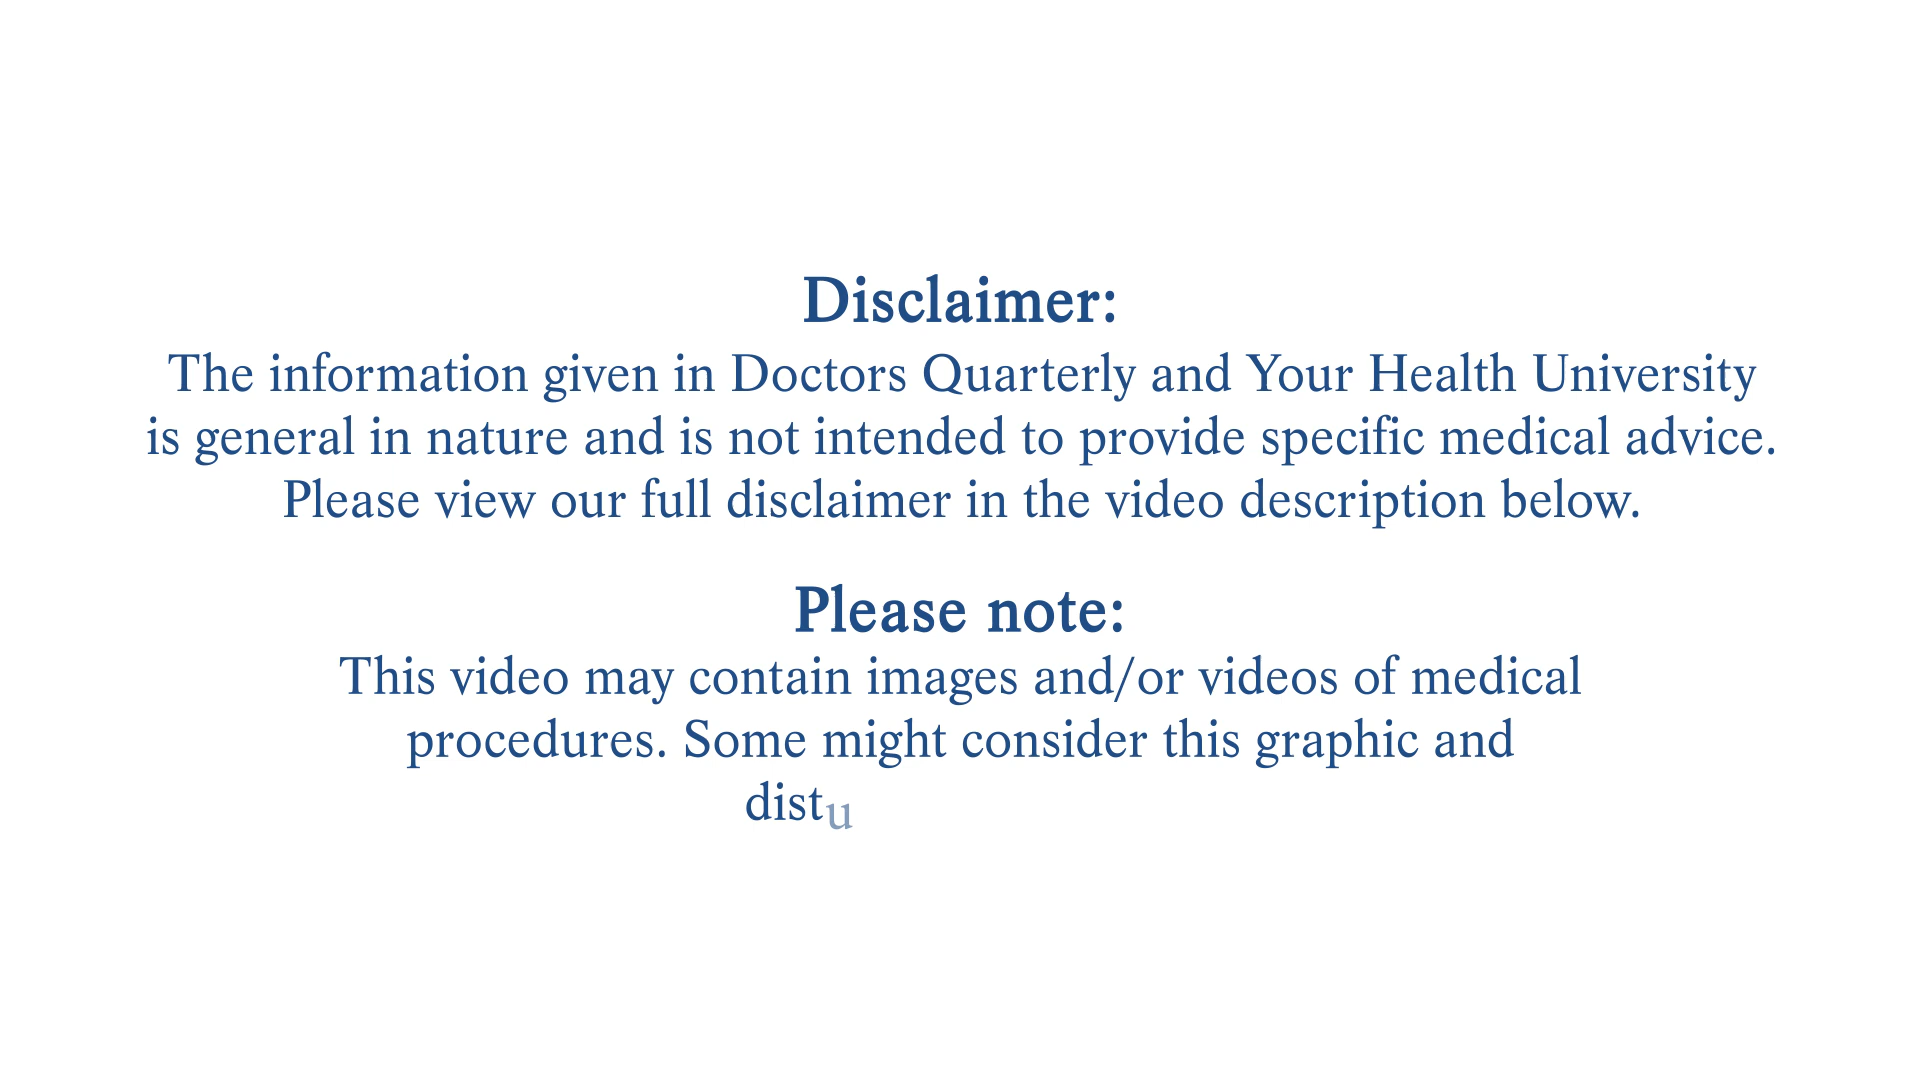 Disclaimer:
The information given in Doctors Quarterly and Your Health University
is general in nature and is not intended to provide specific medical advice.
Please view our full disclaimer in the video description below.
Please note:
This video may contain images and/or videos of medical
procedures. Some might consider this graphic and
distu